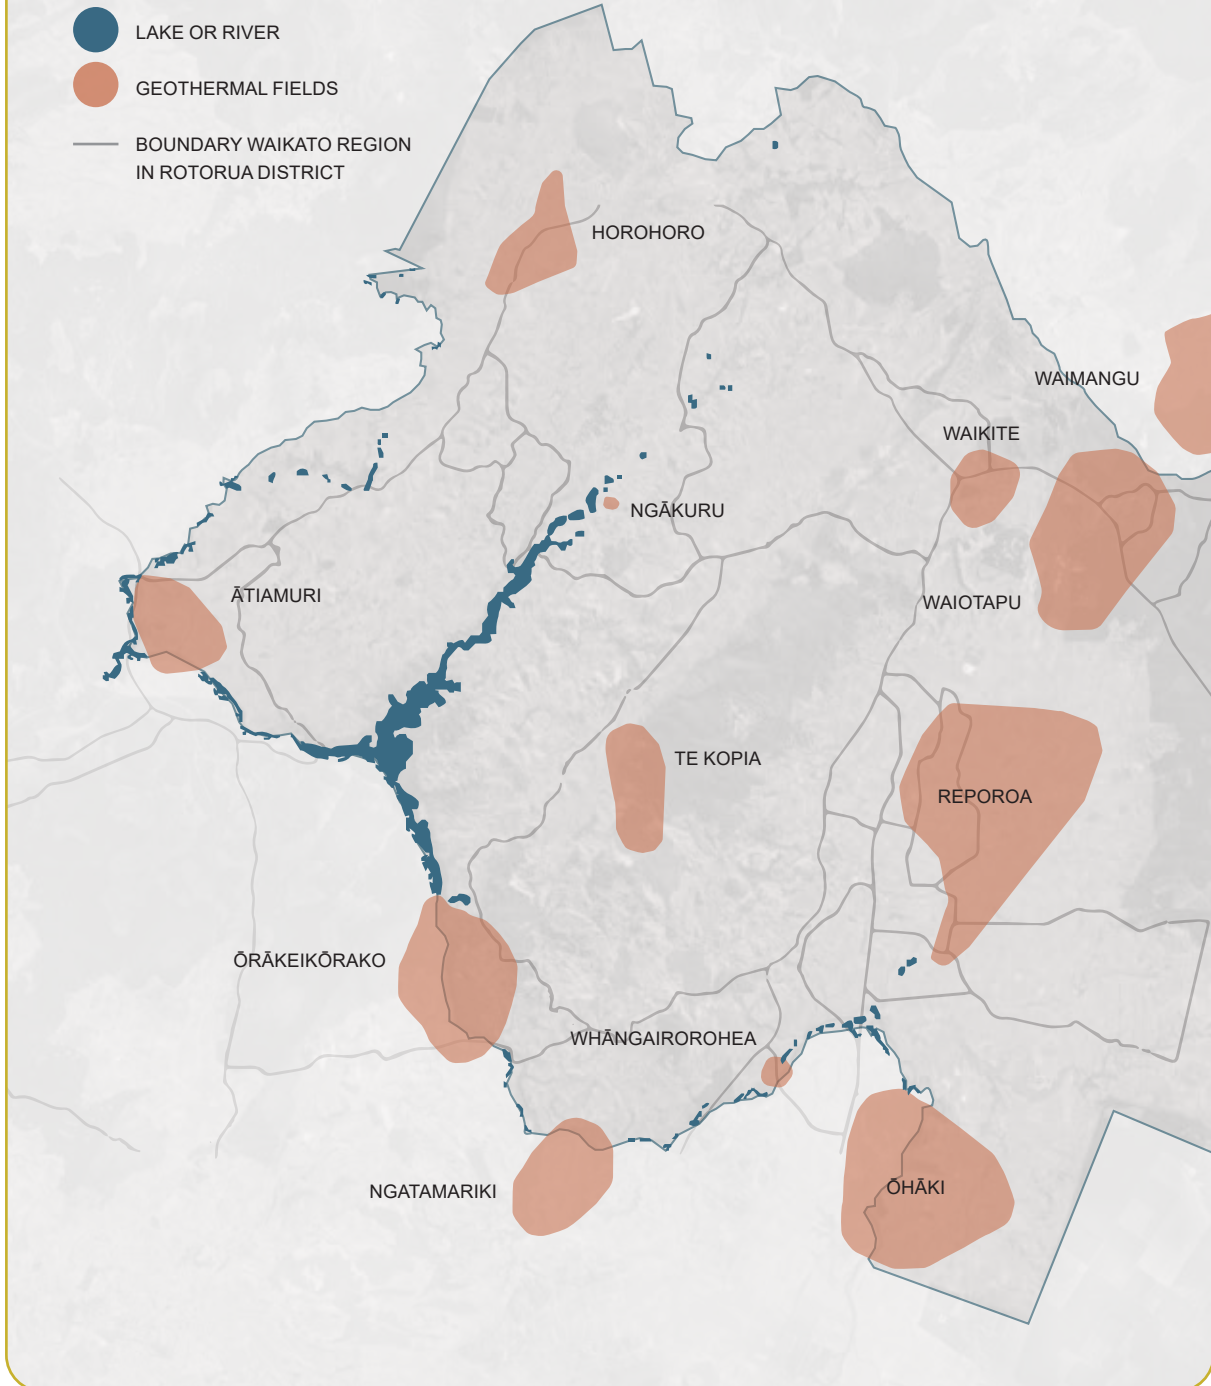 LAKE OR RIVER
GEOTHERMAL FIELDS
BOUNDARY WAIKATO REGION
IN ROTORUA DISTRICT
HOROHORO
WAIMANGU
WAIKITE
NGĀKURU
ĀTIAMURI
WAIOTAPU
TE KOPIA
REPOROA
ŌRĀKEIKŌRAKO
WHĀNGAIROROHEA
NGATAMARIKI
ŌHĀKI